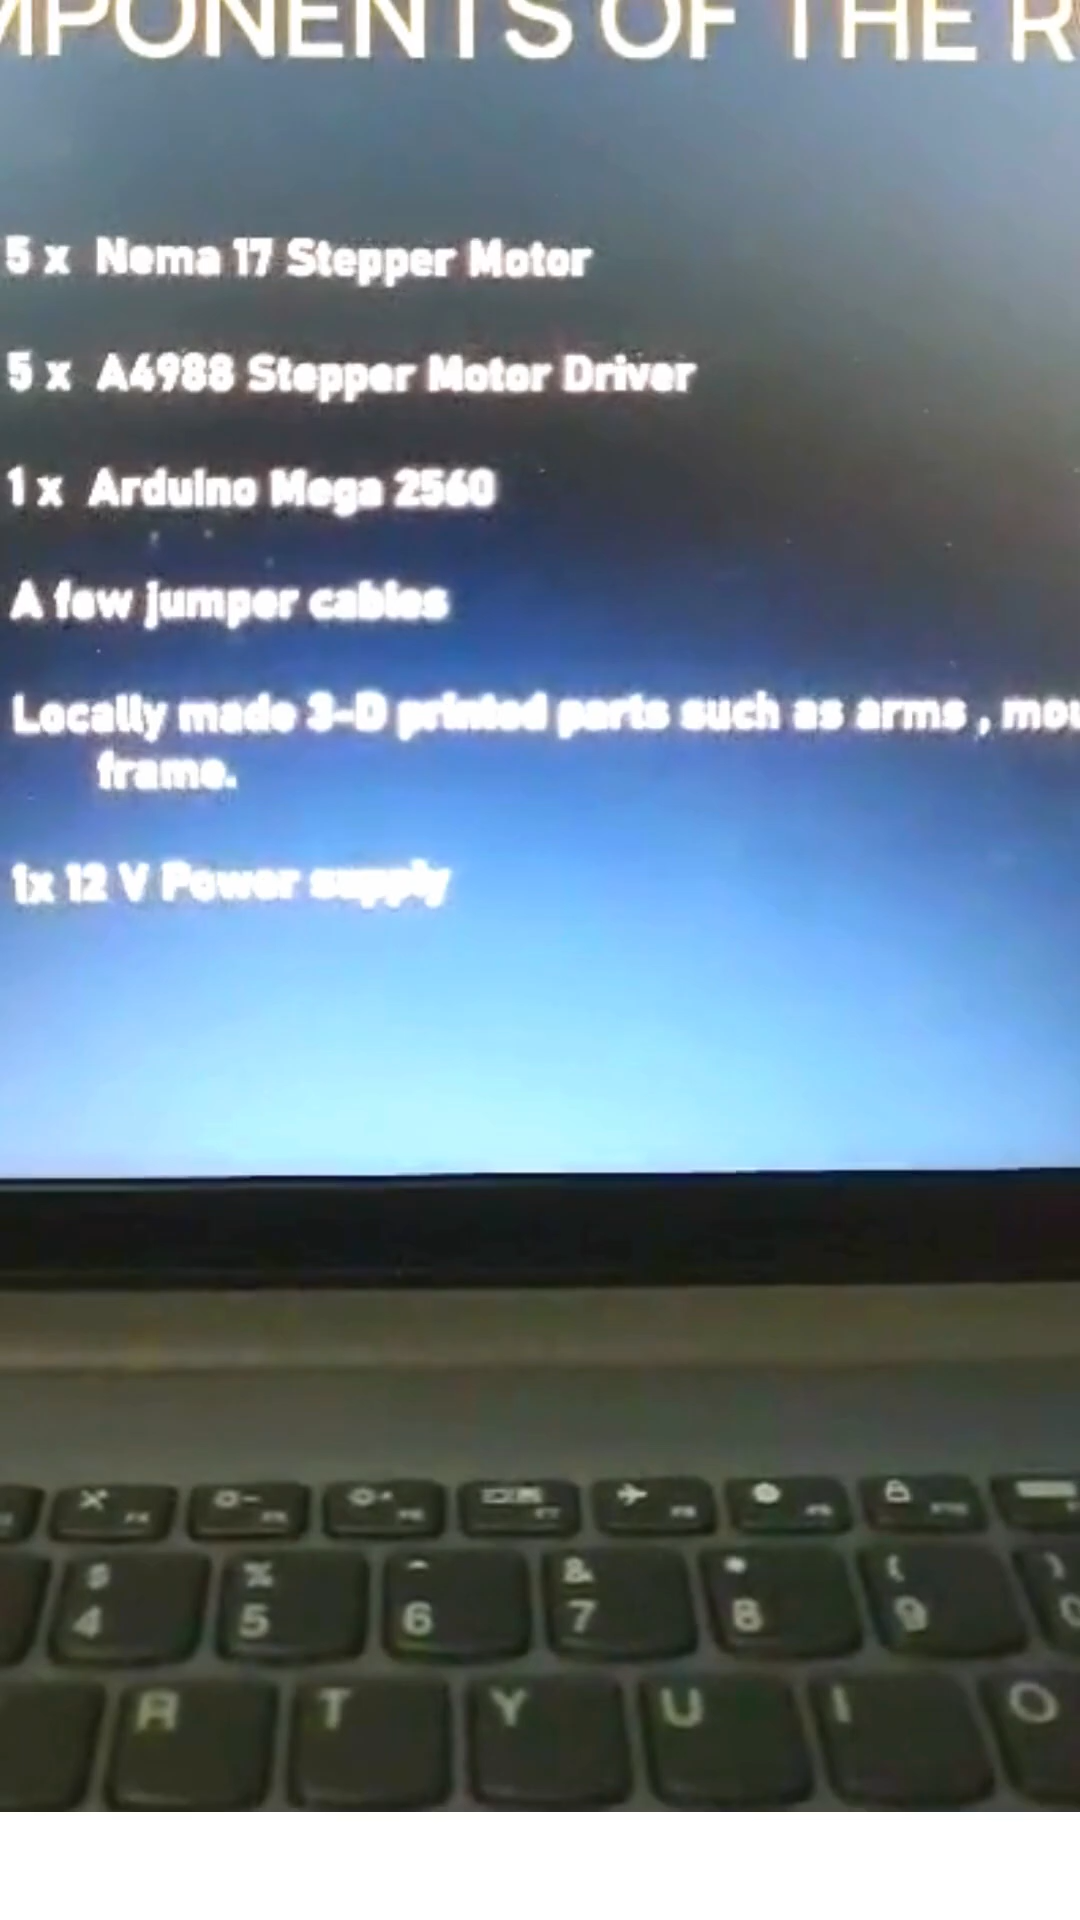 MPONENTS OF THE R
5 x Nema 17 Stepper Motor
5 x A4988 Stepper Motor Driver
1 x Arduino Mega 2560
A few jumper cables
Locally made 3-D printed parts such as arms , mou
frame.
1x 12 V Power supply
$ % ^ & * ( )
4 5 6 7 8 9 0
R T Y U I O